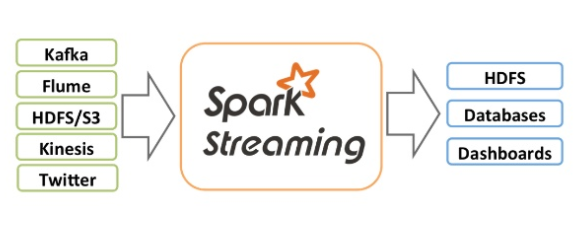 Kafka
Flume
HDFS/S3
Kinesis
Twitter
Spark
Streaming
HDFS
Databases
Dashboards